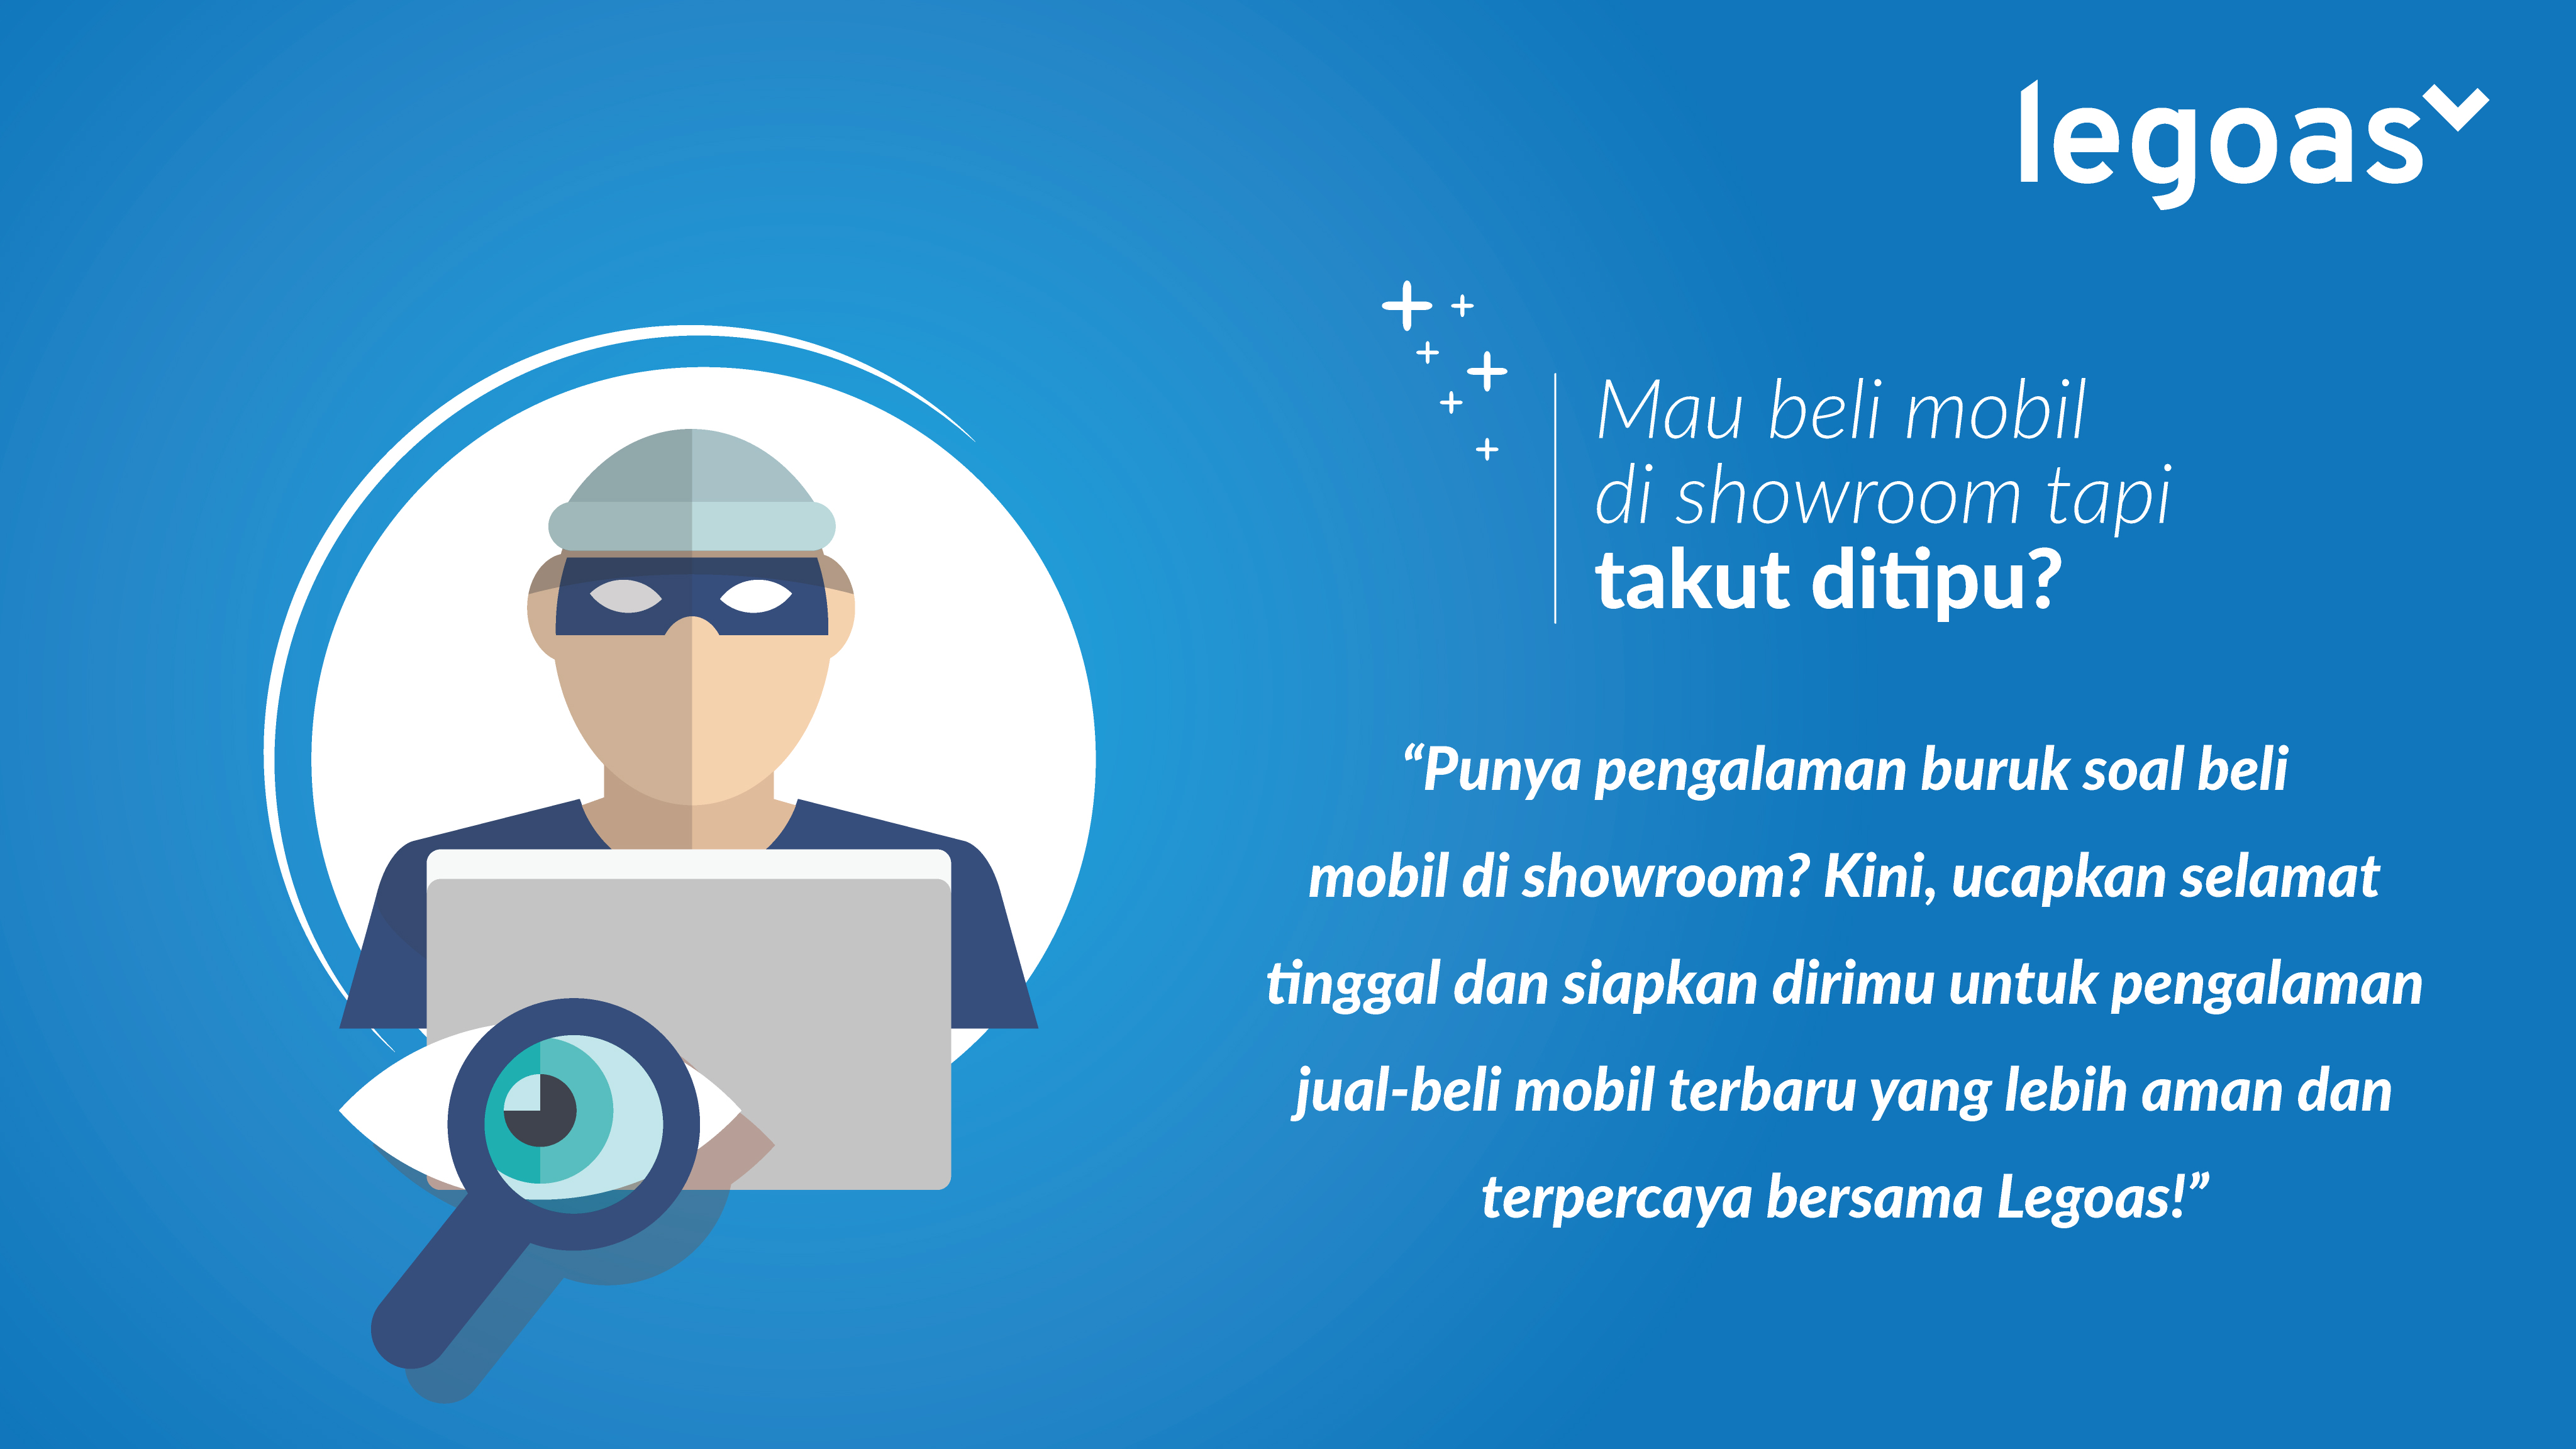 legoas
Mau beli mobil
di showroom tapi
takut ditipu?
“Punya pengalaman buruk soal beli
mobil di showroom? Kini, ucapkan selamat
tinggal dan siapkan dirimu untuk pengalaman
jual-beli mobil terbaru yang lebih aman dan
terpercaya bersama Legoas!”